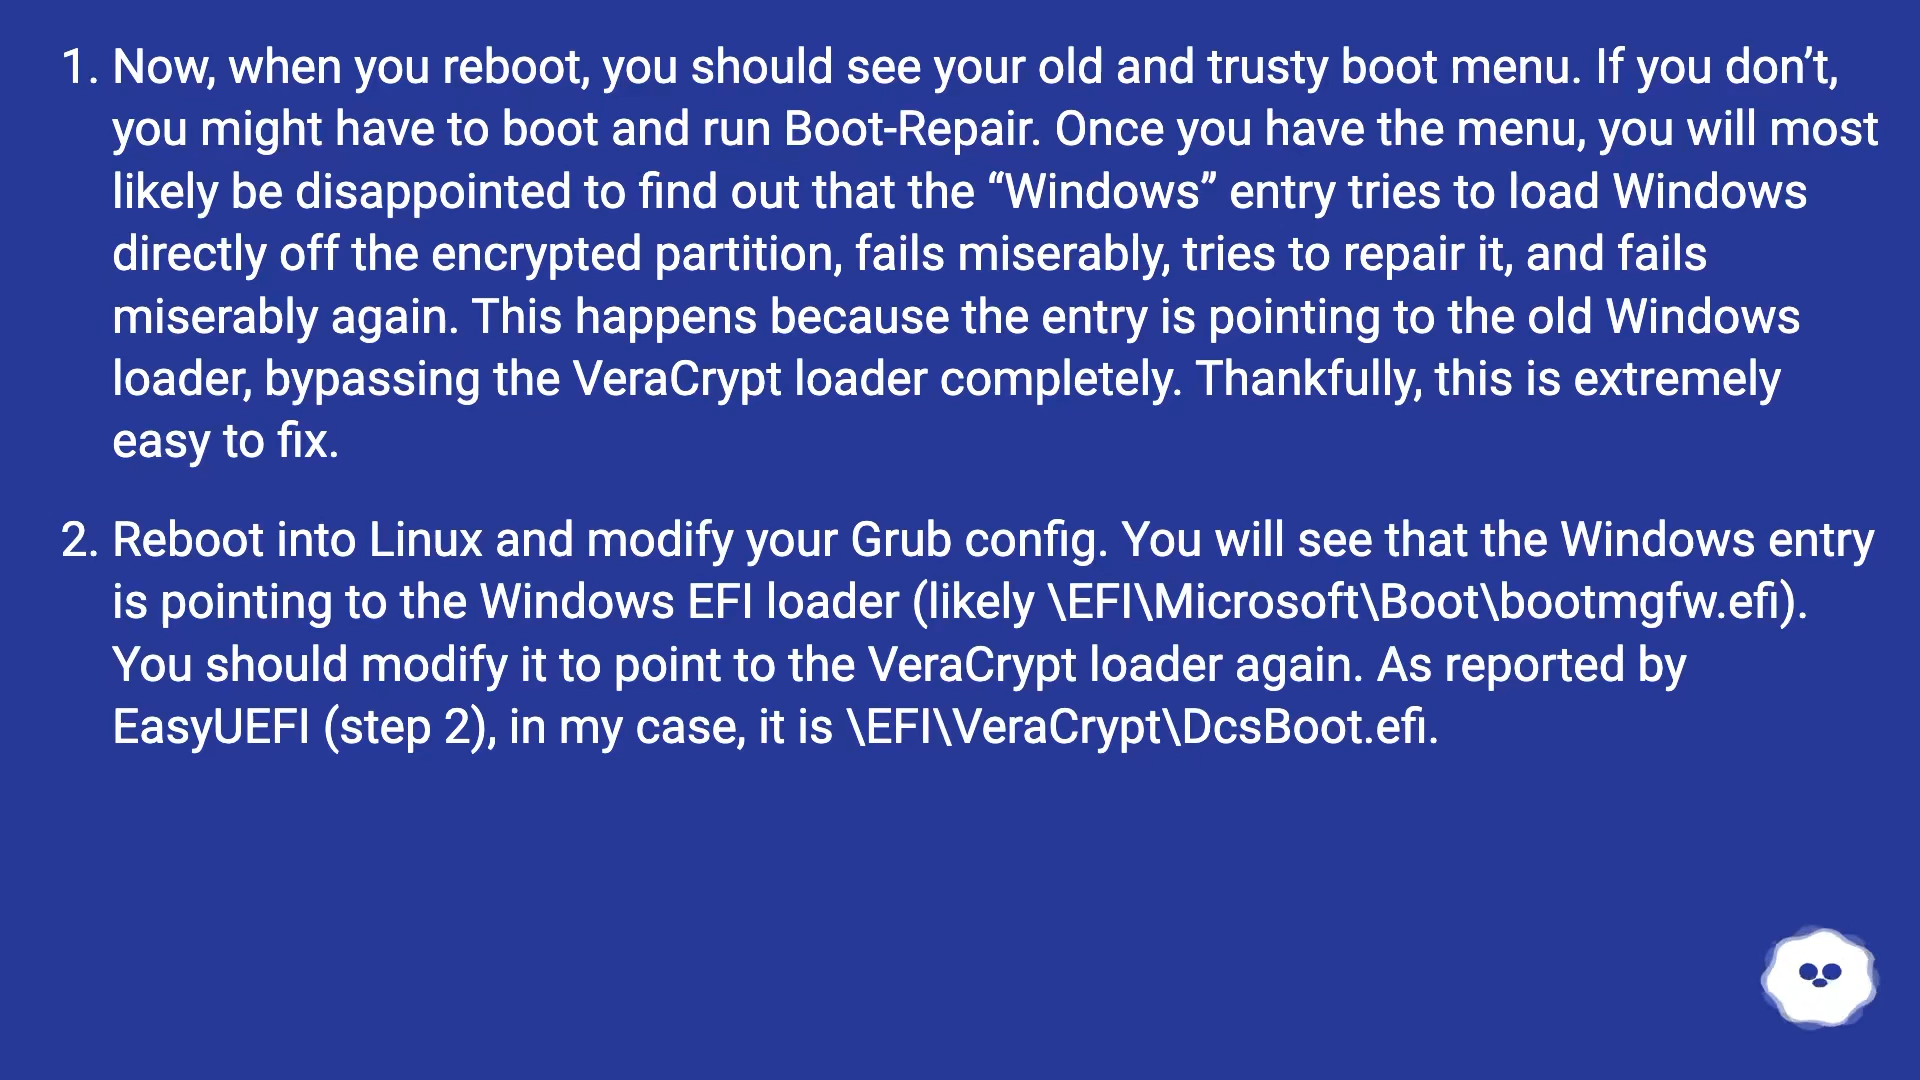 1. Now, when you reboot, you should see your old and trusty boot menu. If you don’t,
you might have to boot and run Boot-Repair. Once you have the menu, you will most
likely be disappointed to find out that the “Windows” entry tries to load Windows
directly off the encrypted partition, fails miserably, tries to repair it, and fails
miserably again. This happens because the entry is pointing to the old Windows
loader, bypassing the VeraCrypt loader completely. Thankfully, this is extremely
easy to fix.
2. Reboot into Linux and modify your Grub config. You will see that the Windows entry
is pointing to the Windows EFI loader (likely \EFI\Microsoft\Boot\bootmgfw.efi).
You should modify it to point to the VeraCrypt loader again. As reported by
EasyUEFI (step 2), in my case, it is \EFI\VeraCrypt\DcsBoot.efi.